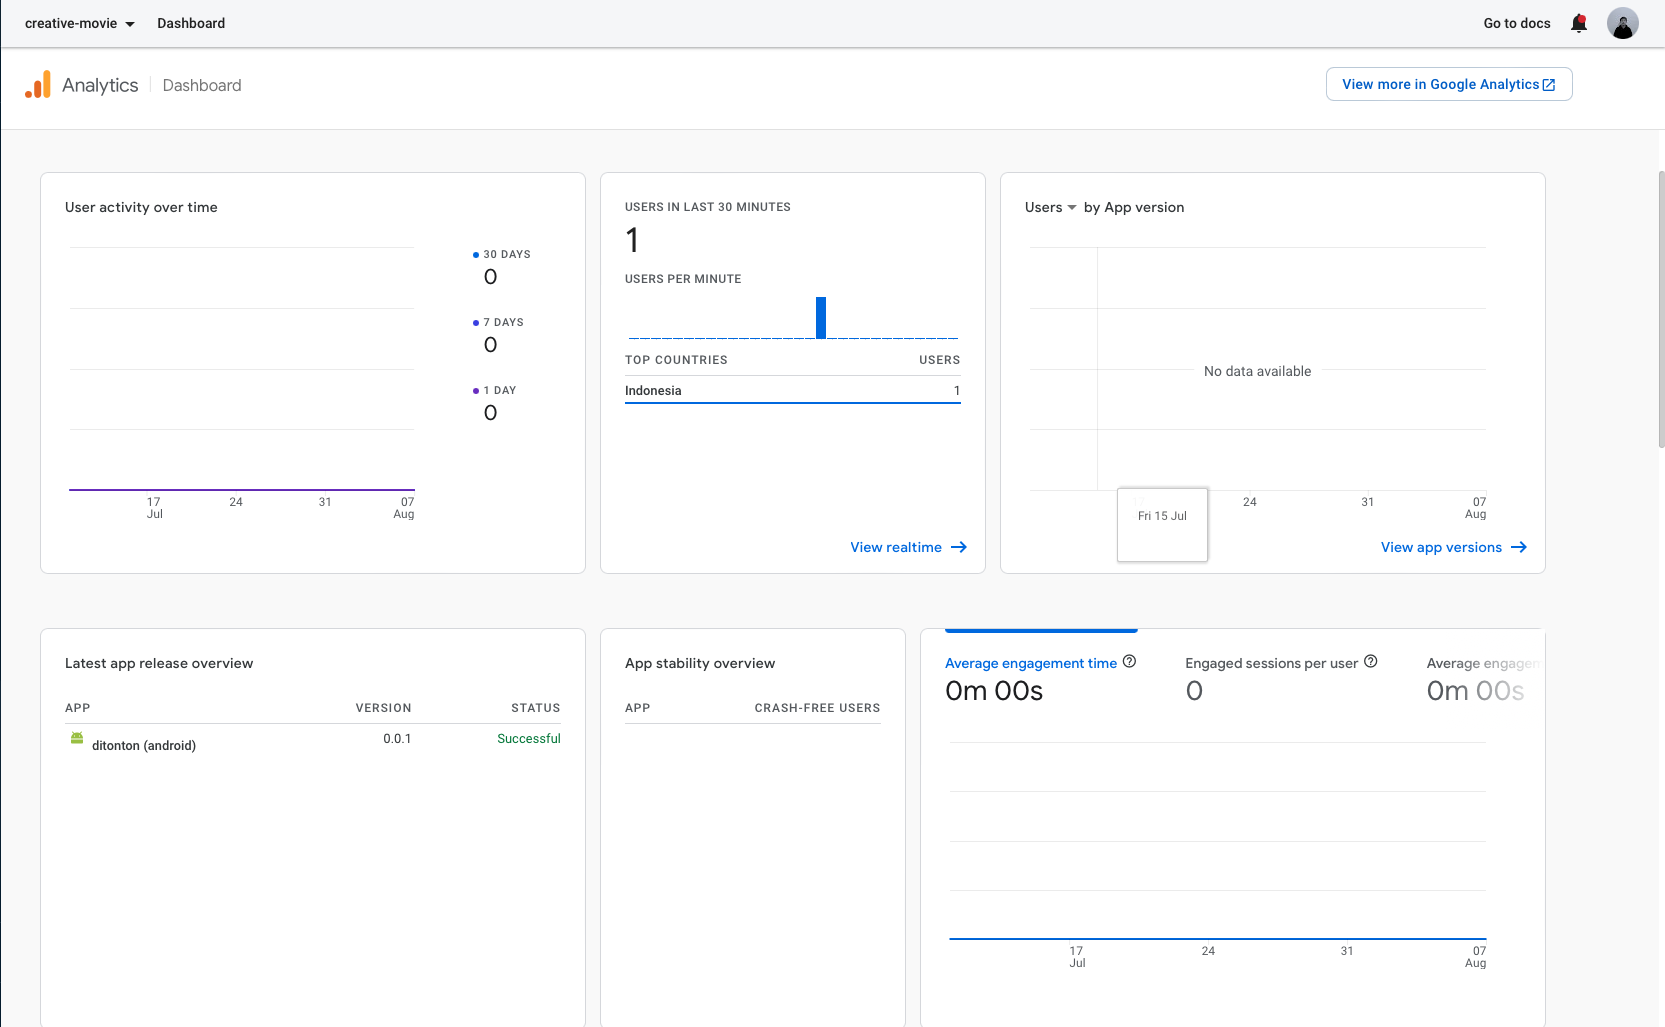 creative-movie Dashboard Go to docs
Analytics Dashboard View more in Google Analytics
User activity over time
30 DAYS
0
7 DAYS
0
1 DAY
0
17 24 31 07
Jul Aug
USERS IN LAST 30 MINUTES
1
USERS PER MINUTE
TOP COUNTRIES USERS
Indonesia 1
View realtime
Users by App version
No data available
17 24 31 07
Aug
Fri 15 Jul
View app versions
Latest app release overview
APP VERSION STATUS
ditonton (android) 0.0.1 Successful
App stability overview
APP CRASH-FREE USERS
Average engagement time Engaged sessions per user Average engagem
0m 00s 0 0m 00s
17 24 31 07
Jul Aug